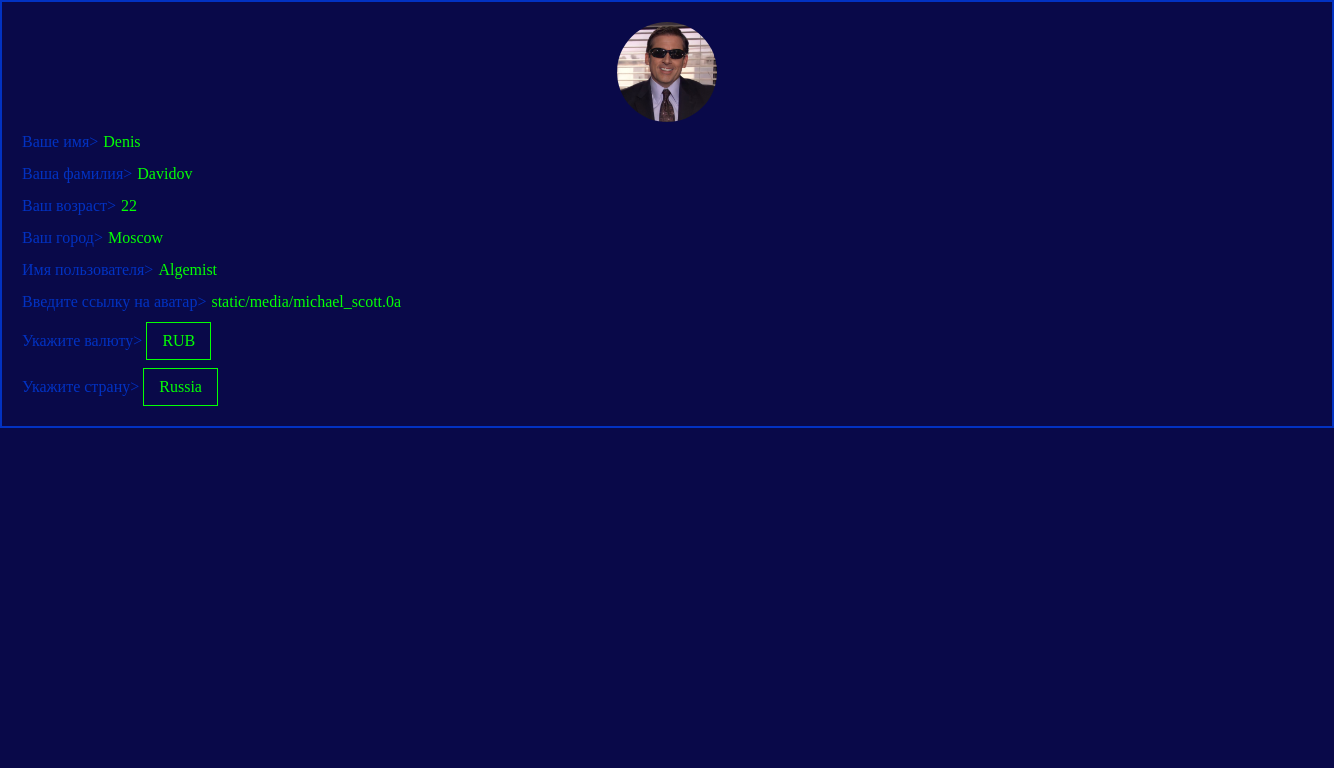 Ваше имя> Denis
Ваша фамилия> Davidov
Ваш возраст> 22
Ваш город> Moscow
Имя пользователя> Algemist
Введите ссылку на аватар> static/media/michael_scott.0a
Укажите валюту> RUB
Укажите страну> Russia